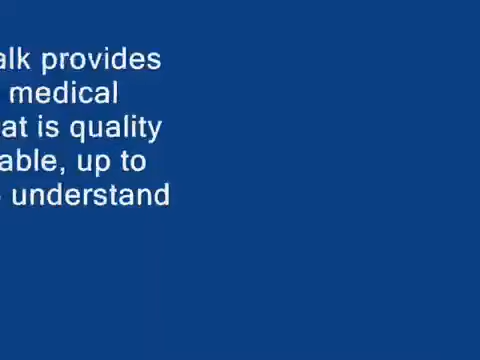 alk provides
medical
at is quality
able, up to
understand